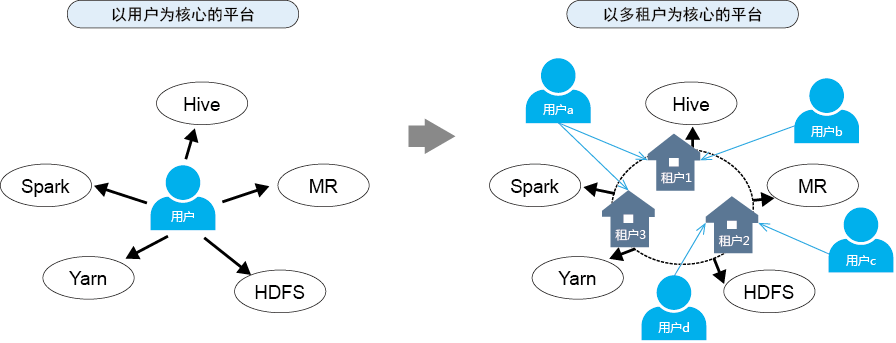 以用户为核心的平台
Hive
Spark
MR
用户
Yarn
HDFS
以多租户为核心的平台
用户a
Hive
用户b
租户1
Spark
MR
租户3
租户2
用户c
Yarn
HDFS
用户d